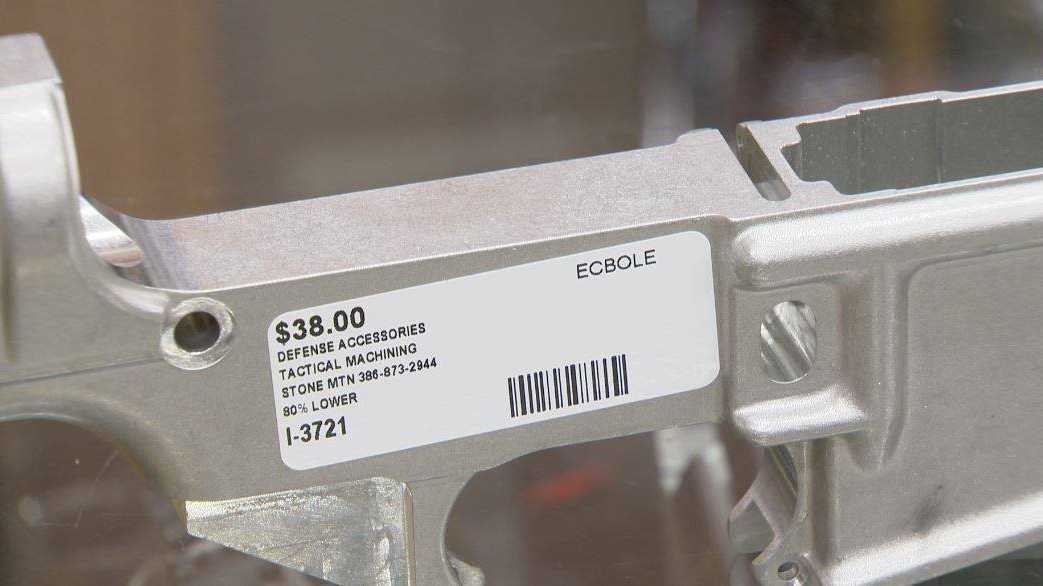 ECBOLE
$38.00
DEFENSE ACCESSORIES
TACTICAL MACHINING
STONE MTN 386-873-2944
80% LOWER
I-3721